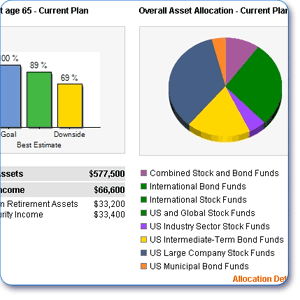 t age 65 - Current Plan
00 %
89 %
69 %
Goal
Downside
Best Estimate
ssets $577,500
ncome $66,600
n Retirement Assets $33,200
urity Income $33,400
Overall Asset Allocation - Current Plan
Combined Stock and Bond Funds
International Bond Funds
International Stock Funds
US and Global Stock Funds
US Industry Sector Stock Funds
US Intermediate-Term Bond Funds
US Large Company Stock Funds
US Municipal Bond Funds
Allocation Det